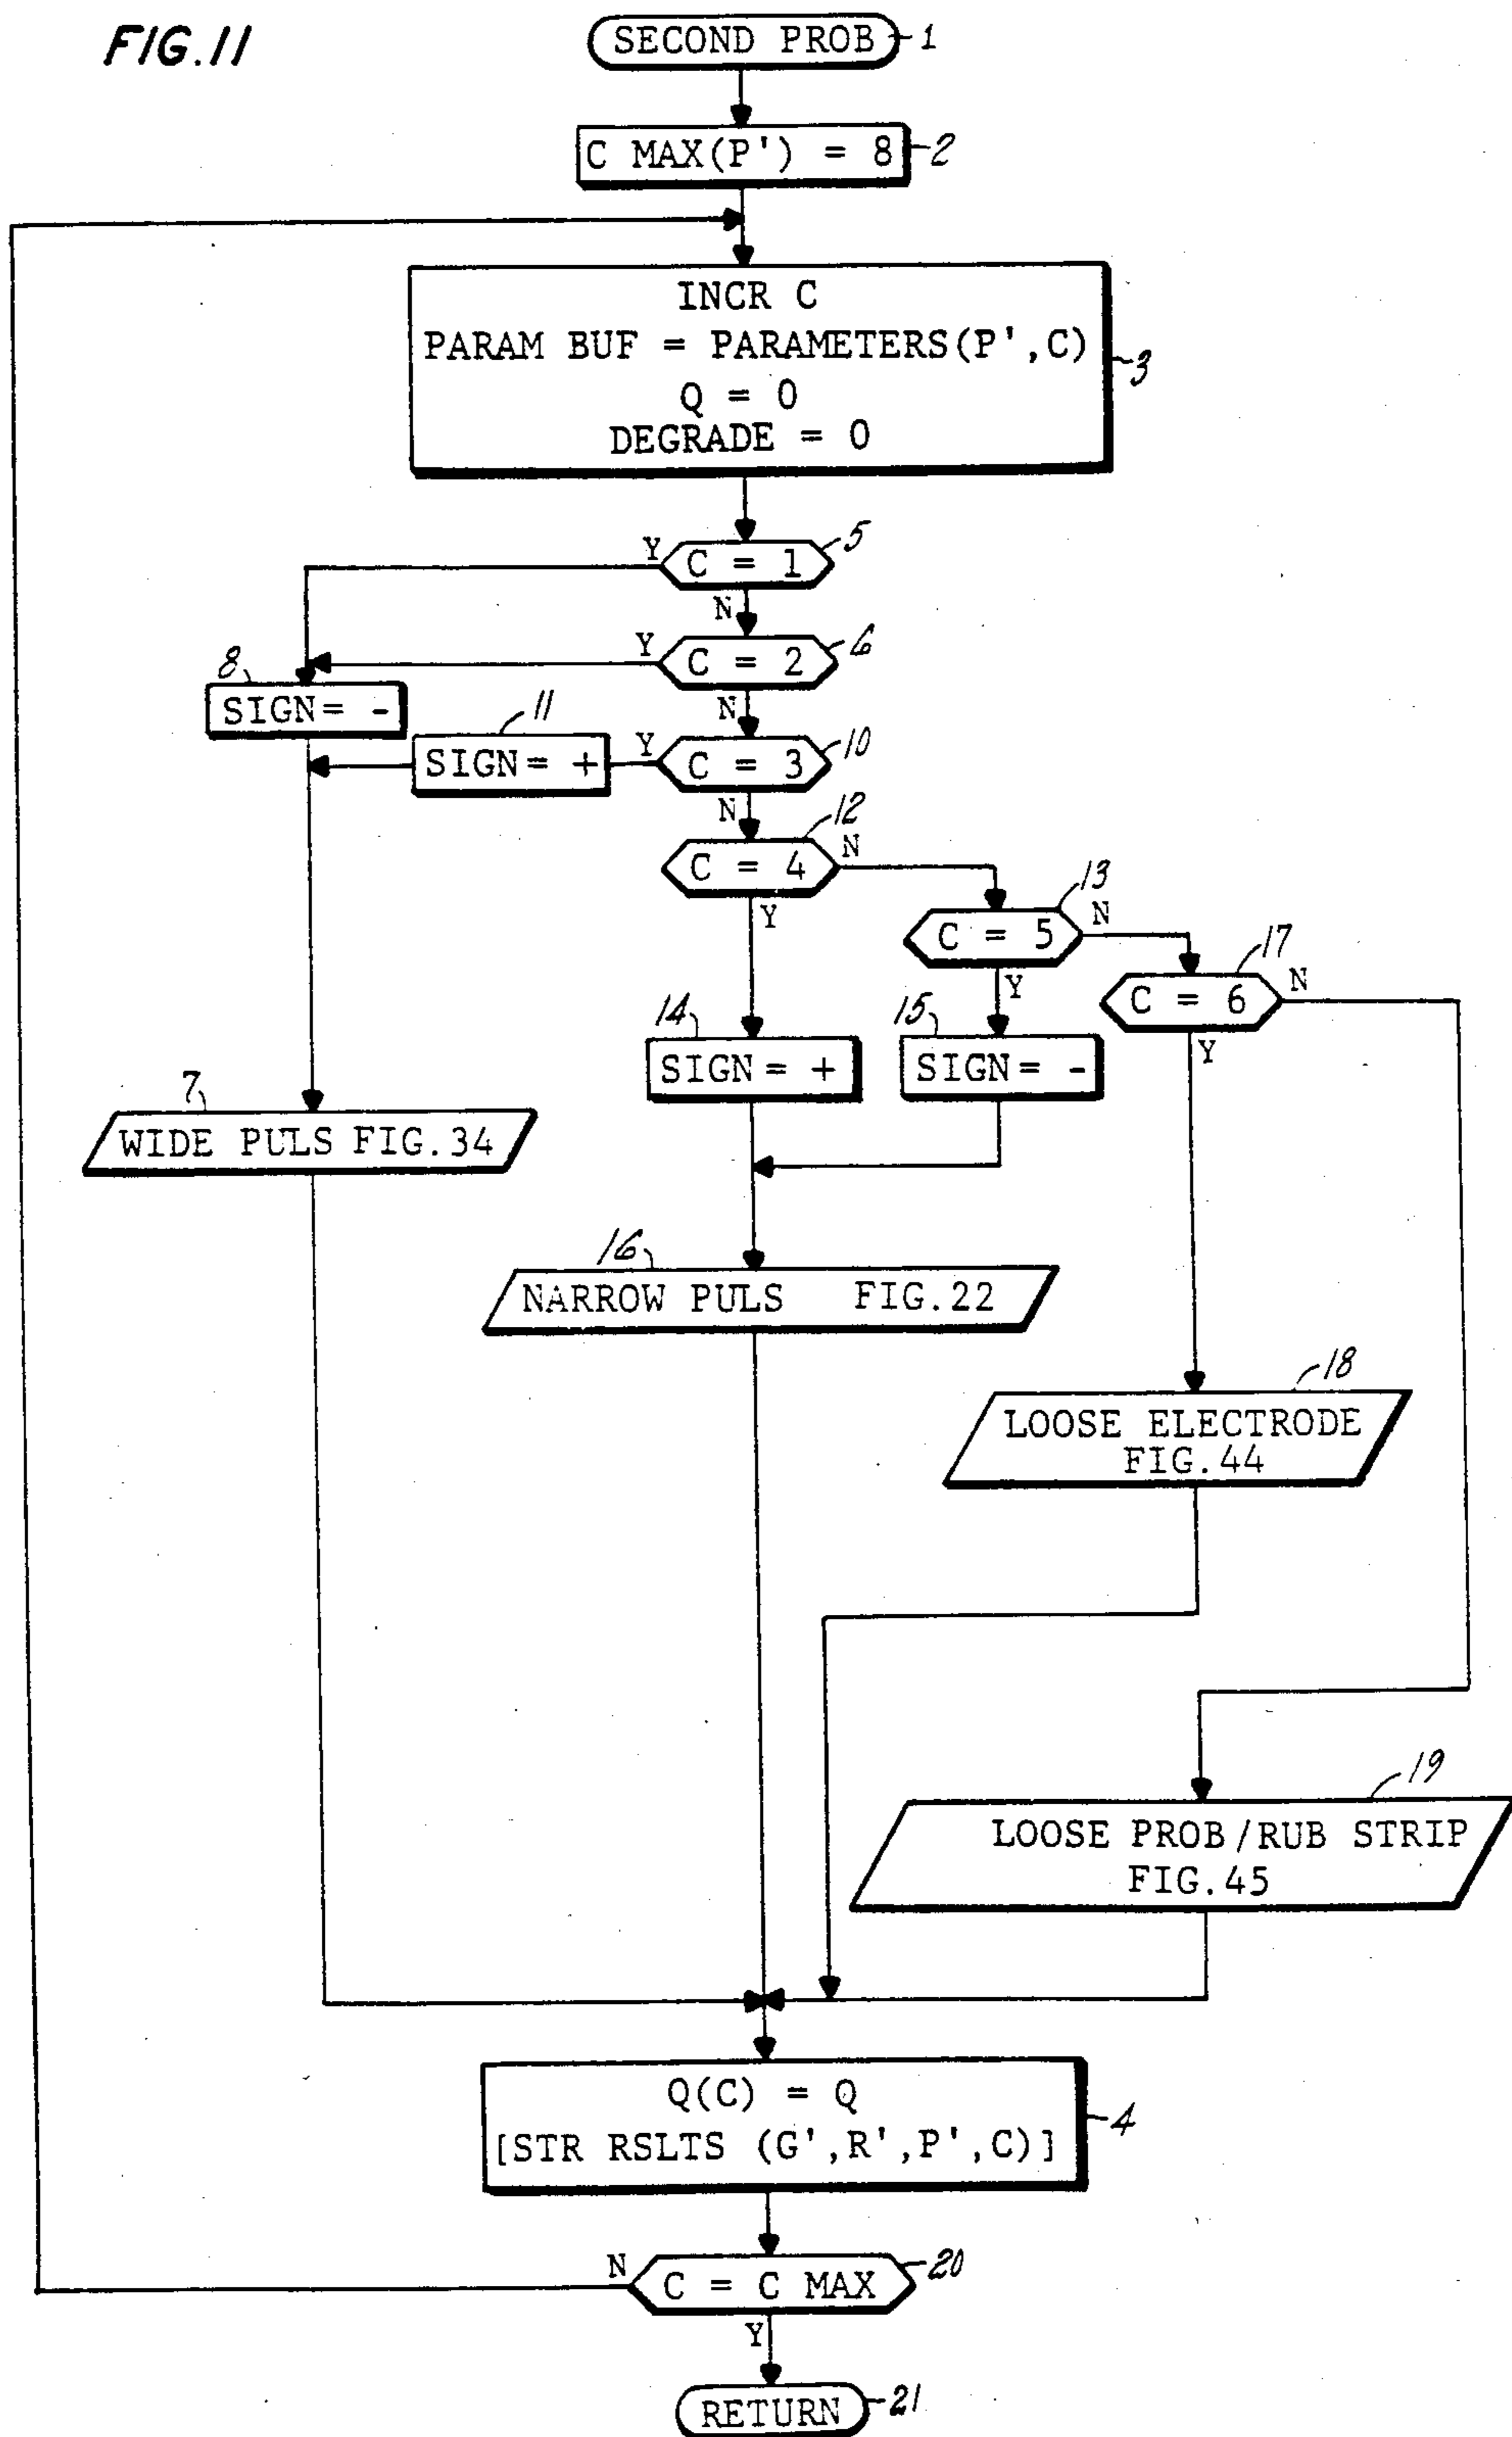 FIG.11
SECOND PROB
1
C MAX(P') = 8
2
INCR C
PARAM BUF = PARAMETERS(P',C)
Q = 0
DEGRADE = 0
3
5
Y
C = 1
N
6
Y
C = 2
8
SIGN= -
N
11
SIGN= +
Y
C = 3
10
N
12
C = 4
N
Y
13
C = 5
N
Y
17
C = 6
N
Y
14
SIGN= +
15
SIGN= -
7
WIDE PULS FIG.34
16
NARROW PULS FIG.22
18
LOOSE ELECTRODE
FIG.44
19
LOOSE PROB/RUB STRIP
FIG.45
Q(C) = Q
[STR RSLTS (G',R',P',C)]
4
N
C = C MAX
20
Y
RETURN
21